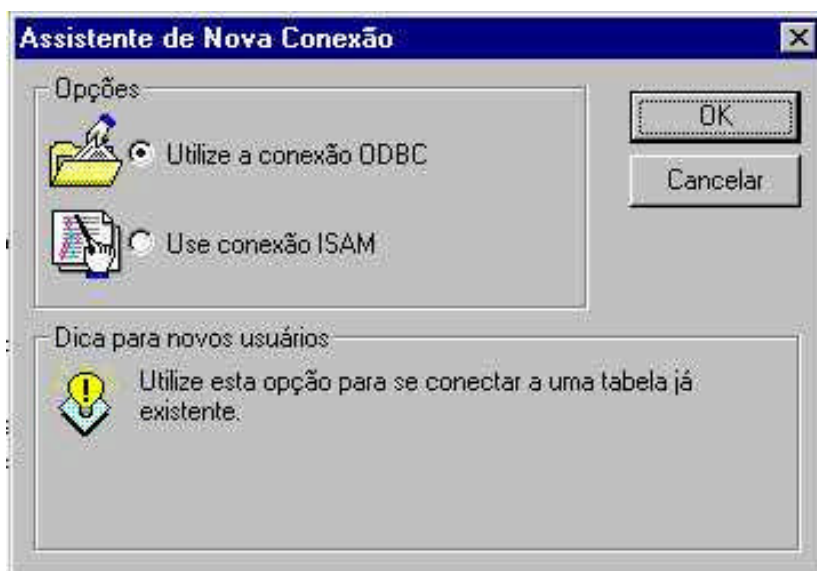 Assistente de Nova Conexão
Opções
Utilize a conexão ODBC
Use conexão ISAM
OK
Cancelar
Dica para novos usuários
Utilize esta opção para se conectar a uma tabela já
existente.